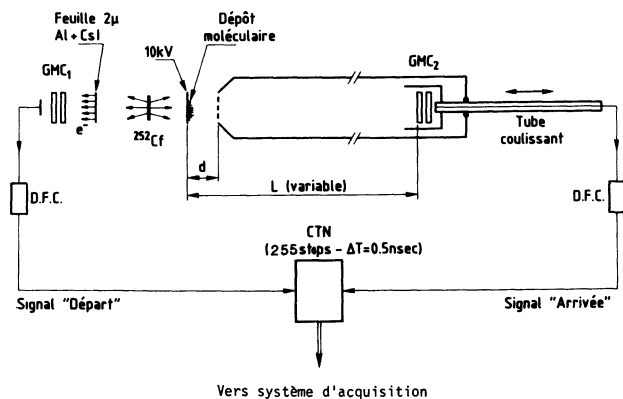 Feuille 2μ
Al + CsI
Dépôt
moléculaire
10kV
GMC₁
GMC₂
e⁻
²⁵²Cf
Tube
coulissant
d
L (variable)
D.F.C.
D.F.C.
CTN
(255 stops - ΔT=0.5nsec)
Signal "Départ"
Signal "Arrivée"
Vers système d'acquisition